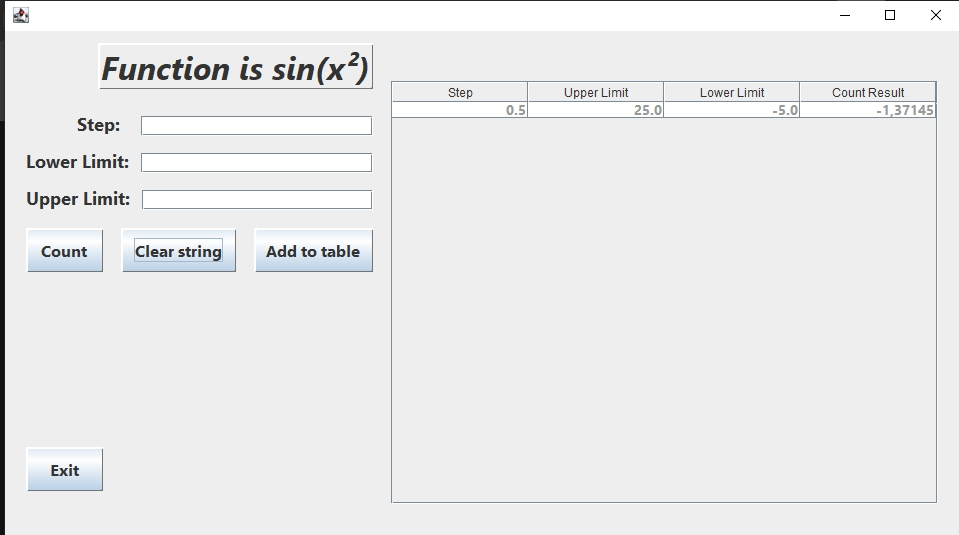 Function is sin(x²)
Step:
Lower Limit:
Upper Limit:
Count Clear string Add to table
Exit
Step Upper Limit Lower Limit Count Result
0.5 25.0 -5.0 -1,37145